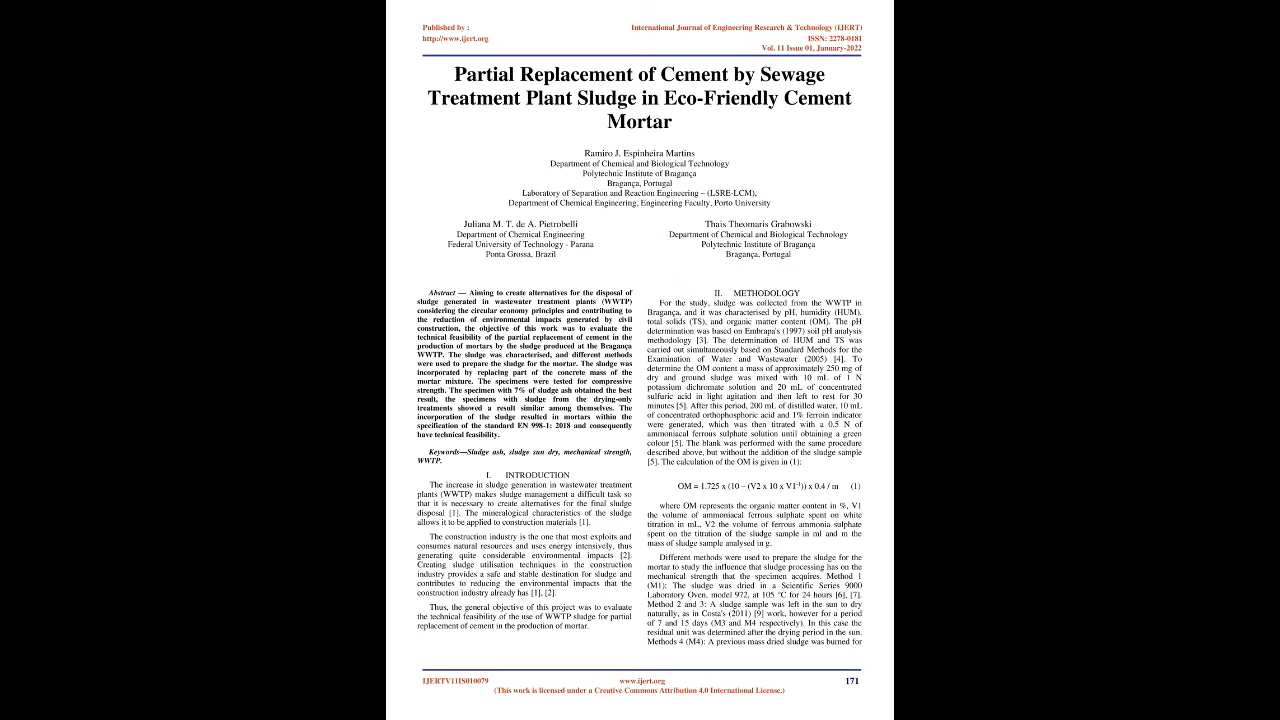 Published by :
International Journal of Engineering Research & Technology (IJERT)
http://www.ijert.org
ISSN: 2278-0181
Vol. 11 Issue 01, January-2022
Partial Replacement of Cement by Sewage
Treatment Plant Sludge in Eco-Friendly Cement
Mortar
Ramiro J. Espinheira Martins
Department of Chemical and Biological Technology
Polytechnic Institute of Bragança
Bragança, Portugal
Laboratory of Separation and Reaction Engineering – (LSRE-LCM),
Department of Chemical Engineering, Engineering Faculty, Porto University
Juliana M. T. de A. Pietrobelli
Department of Chemical Engineering
Federal University of Technology - Parana
Ponta Grossa, Brazil
Thais Theomaris Grabowski
Department of Chemical and Biological Technology
Polytechnic Institute of Bragança
Bragança, Portugal
Abstract — Aiming to create alternatives for the disposal of
sludge generated in wastewater treatment plants (WWTP)
considering the circular economy principles and contributing to
the reduction of environmental impacts generated by civil
construction, the objective of this work was to evaluate the
technical feasibility of the partial replacement of cement in the
production of mortars by the sludge produced at the Bragança
WWTP. The sludge was characterised, and different methods
were used to prepare the sludge for the mortar. The sludge was
incorporated by replacing part of the concrete mass of the
mortar mixture. The specimens were tested for compressive
strength. The specimen with 7% of sludge ash obtained the best
result, the specimens with sludge from the drying-only
treatments showed a result similar among themselves. The
incorporation of the sludge resulted in mortars within the
specification of the standard EN 998-1: 2018 and consequently
have technical feasibility.
Keywords—Sludge ash, sludge sun dry, mechanical strength,
WWTP.
I. INTRODUCTION
The increase in sludge generation in wastewater treatment
plants (WWTP) makes sludge management a difficult task so
that it is necessary to create alternatives for the final sludge
disposal [1]. The mineralogical characteristics of the sludge
allows it to be applied to construction materials [1].
The construction industry is the one that most exploits and
consumes natural resources and uses energy intensively, thus
generating quite considerable environmental impacts [2].
Creating sludge utilisation techniques in the construction
industry provides a safe and stable destination for sludge and
contributes to reducing the environmental impacts that the
construction industry already has [1], [2].
Thus, the general objective of this project was to evaluate
the technical feasibility of the use of WWTP sludge for partial
replacement of cement in the production of mortar.
II. METHODOLOGY
For the study, sludge was collected from the WWTP in
Bragança, and it was characterised by pH, humidity (HUM),
total solids (TS), and organic matter content (OM). The pH
determination was based on Embrapa's (1997) soil pH analysis
methodology [3]. The determination of HUM and TS was
carried out simultaneously based on Standard Methods for the
Examination of Water and Wastewater (2005) [4]. To
determine the OM content a mass of approximately 250 mg of
dry and ground sludge was mixed with 10 mL of 1 N
potassium dichromate solution and 20 mL of concentrated
sulfuric acid in light agitation and then left to rest for 30
minutes [5]. After this period, 200 mL of distilled water, 10 mL
of concentrated orthophosphoric acid and 1% ferroin indicator
were generated, which was then titrated with a 0.5 N of
ammoniacal ferrous sulphate solution until obtaining a green
colour [5]. The blank was performed with the same procedure
described above, but without the addition of the sludge sample
[5]. The calculation of the OM is given in (1):
OM = 1.725 x (10 – (V2 x 10 x V1⁻¹)) x 0.4 / m (1)
where OM represents the organic matter content in %, V1
the volume of ammoniacal ferrous sulphate spent on white
titration in mL, V2 the volume of ferrous ammonia sulphate
spent on the titration of the sludge sample in ml and m the
mass of sludge sample analysed in g.
Different methods were used to prepare the sludge for the
mortar to study the influence that sludge processing has on the
mechanical strength that the specimen acquires. Method 1
(M1): The sludge was dried in a Scientific Series 9000
Laboratory Oven, model 972, at 105 °C for 24 hours [6], [7].
Method 2 and 3: A sludge sample was left in the sun to dry
naturally, as in Costa's (2011) [9] work, however for a period
of 7 and 15 days (M3 and M4 respectively). In this case the
residual unit was determined after the drying period in the sun.
Methods 4 (M4): A previous mass dried sludge was burned for
IJERTV11IS010079
www.ijert.org
171
(This work is licensed under a Creative Commons Attribution 4.0 International License.)